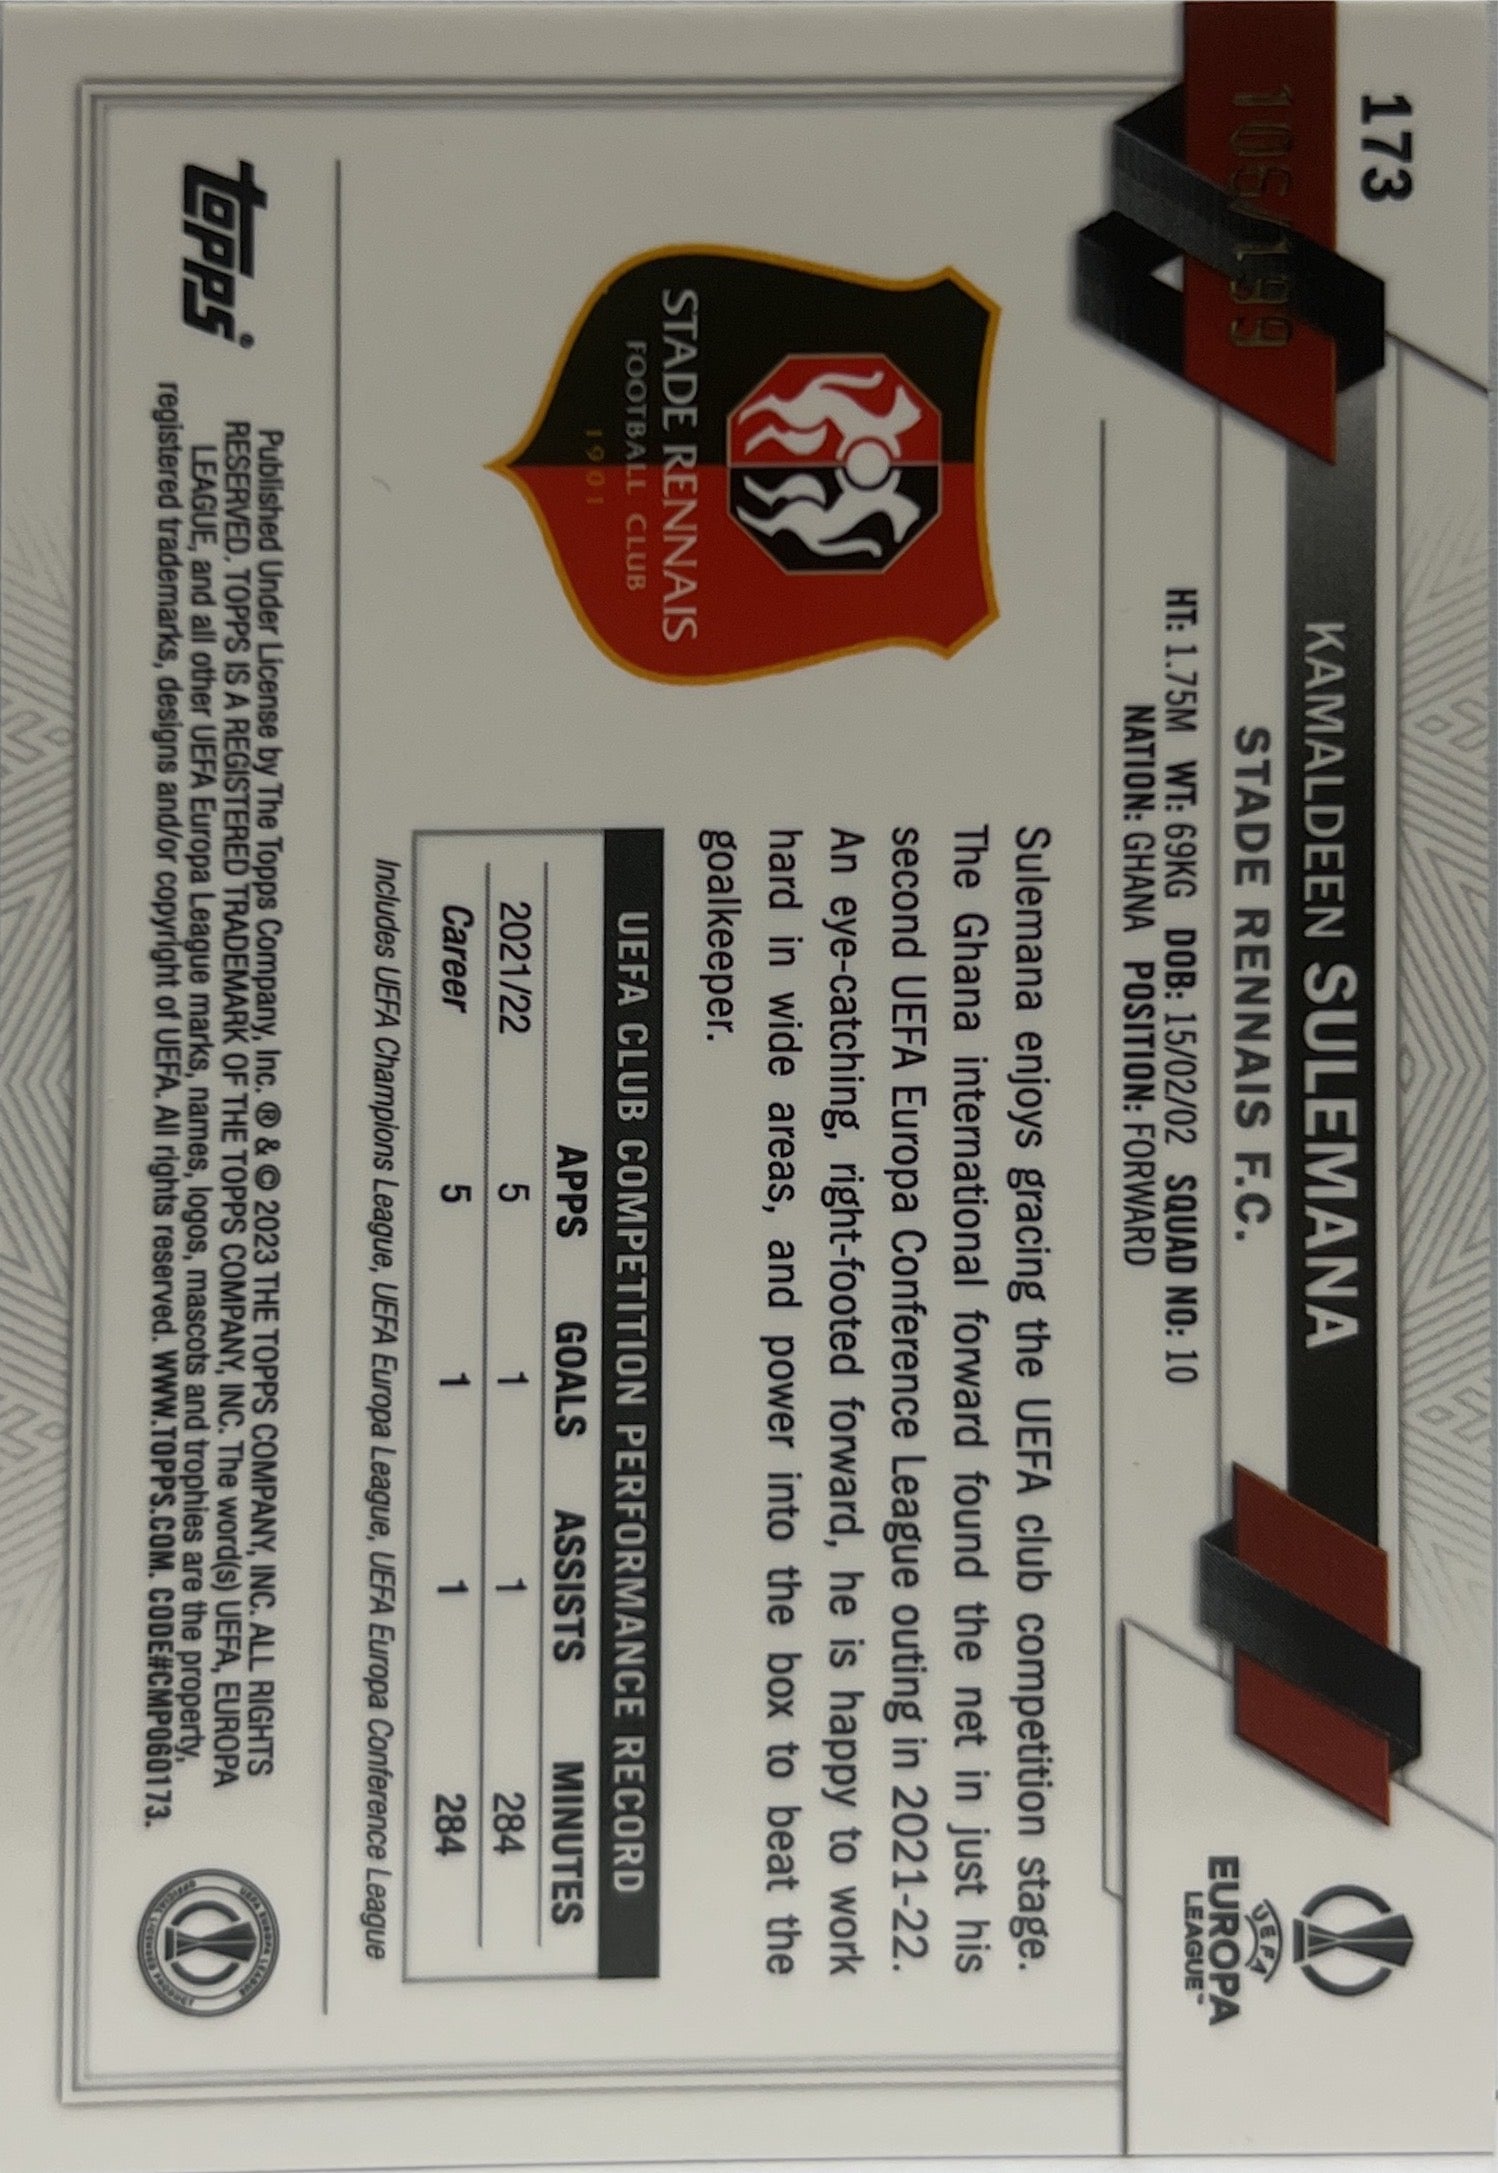 173
106/199
KAMALDEEN SULEMANA
STADE RENNAIS F.C.
HT: 1.75M WT: 69KG DOB: 15/02/02 SQUAD NO: 10
NATION: GHANA POSITION: FORWARD
UEFA
EUROPA
LEAGUE™
STADE RENNAIS
FOOTBALL CLUB
1901
Sulemana enjoys gracing the UEFA club competition stage.
The Ghana international forward found the net in just his
second UEFA Europa Conference League outing in 2021-22.
An eye-catching, right-footed forward, he is happy to work
hard in wide areas, and power into the box to beat the
goalkeeper.
UEFA CLUB COMPETITION PERFORMANCE RECORD
APPS GOALS ASSISTS MINUTES
2021/22 5 1 1 284
Career 5 1 1 284
Includes UEFA Champions League, UEFA Europa League, UEFA Europa Conference League
Topps®
Published Under License by The Topps Company, Inc. ® & © 2023 THE TOPPS COMPANY, INC. ALL RIGHTS
RESERVED. TOPPS IS A REGISTERED TRADEMARK OF THE TOPPS COMPANY, INC. The word(s) UEFA, EUROPA
LEAGUE, and all other UEFA Europa League marks, names, logos, mascots and trophies are the property,
registered trademarks, designs and/or copyright of UEFA. All rights reserved. WWW.TOPPS.COM. CODE#CMP060173.
UEFA EUROPA LEAGUE
OFFICIAL LICENSED PRODUCT